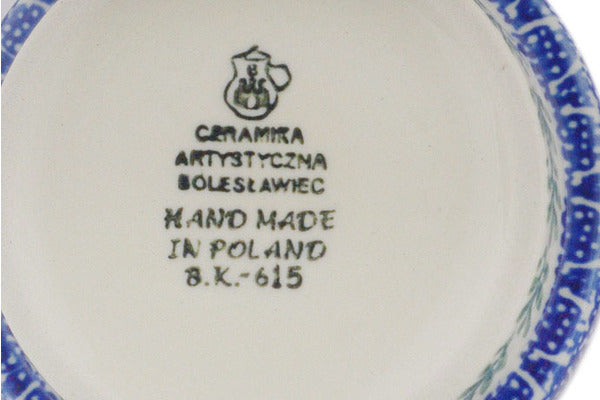 CERAMIKA
ARTYSTYCZNA
BOLESŁAWIEC
HAND MADE
IN POLAND
B.K.-615